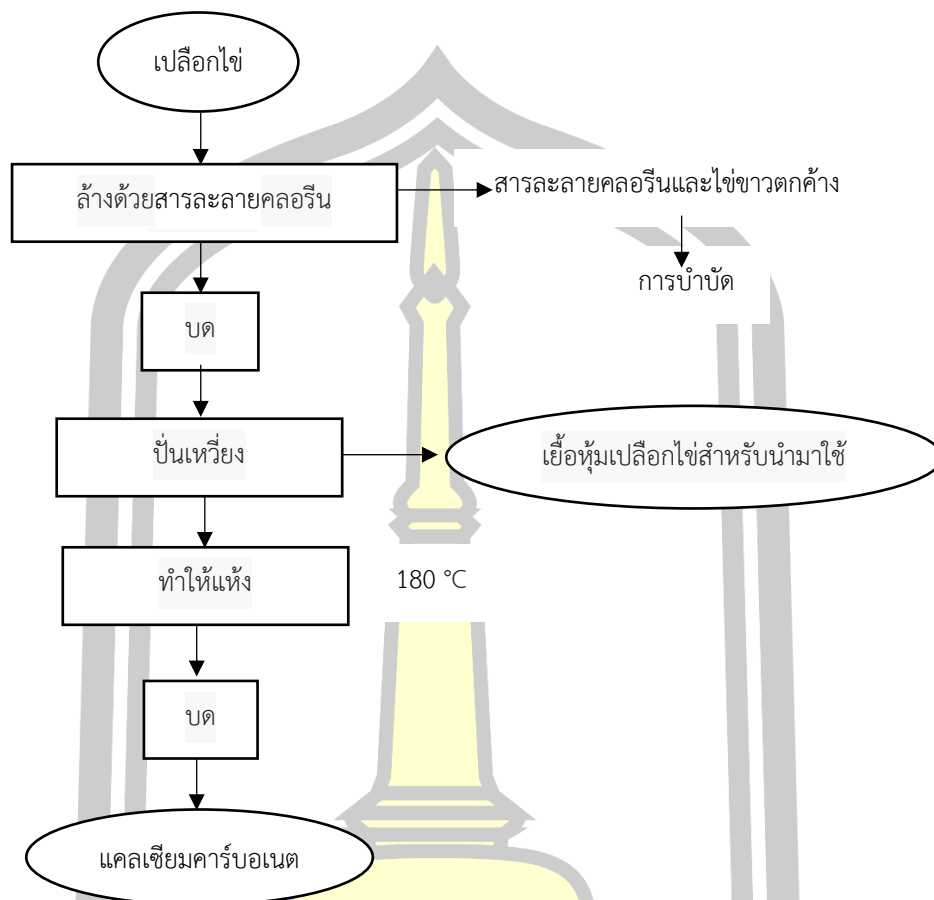 เปลือกไข่
ล้างด้วยสารละลายคลอรีน
สารละลายคลอรีนและไข่ขาวตกค้าง
การบำบัด
บด
ปั่นเหวี่ยง
เยื้อหุ้มเปลือกไข่สำหรับนำมาใช้
ทำให้แห้ง
180 °C
บด
แคลเซียมคาร์บอเนต